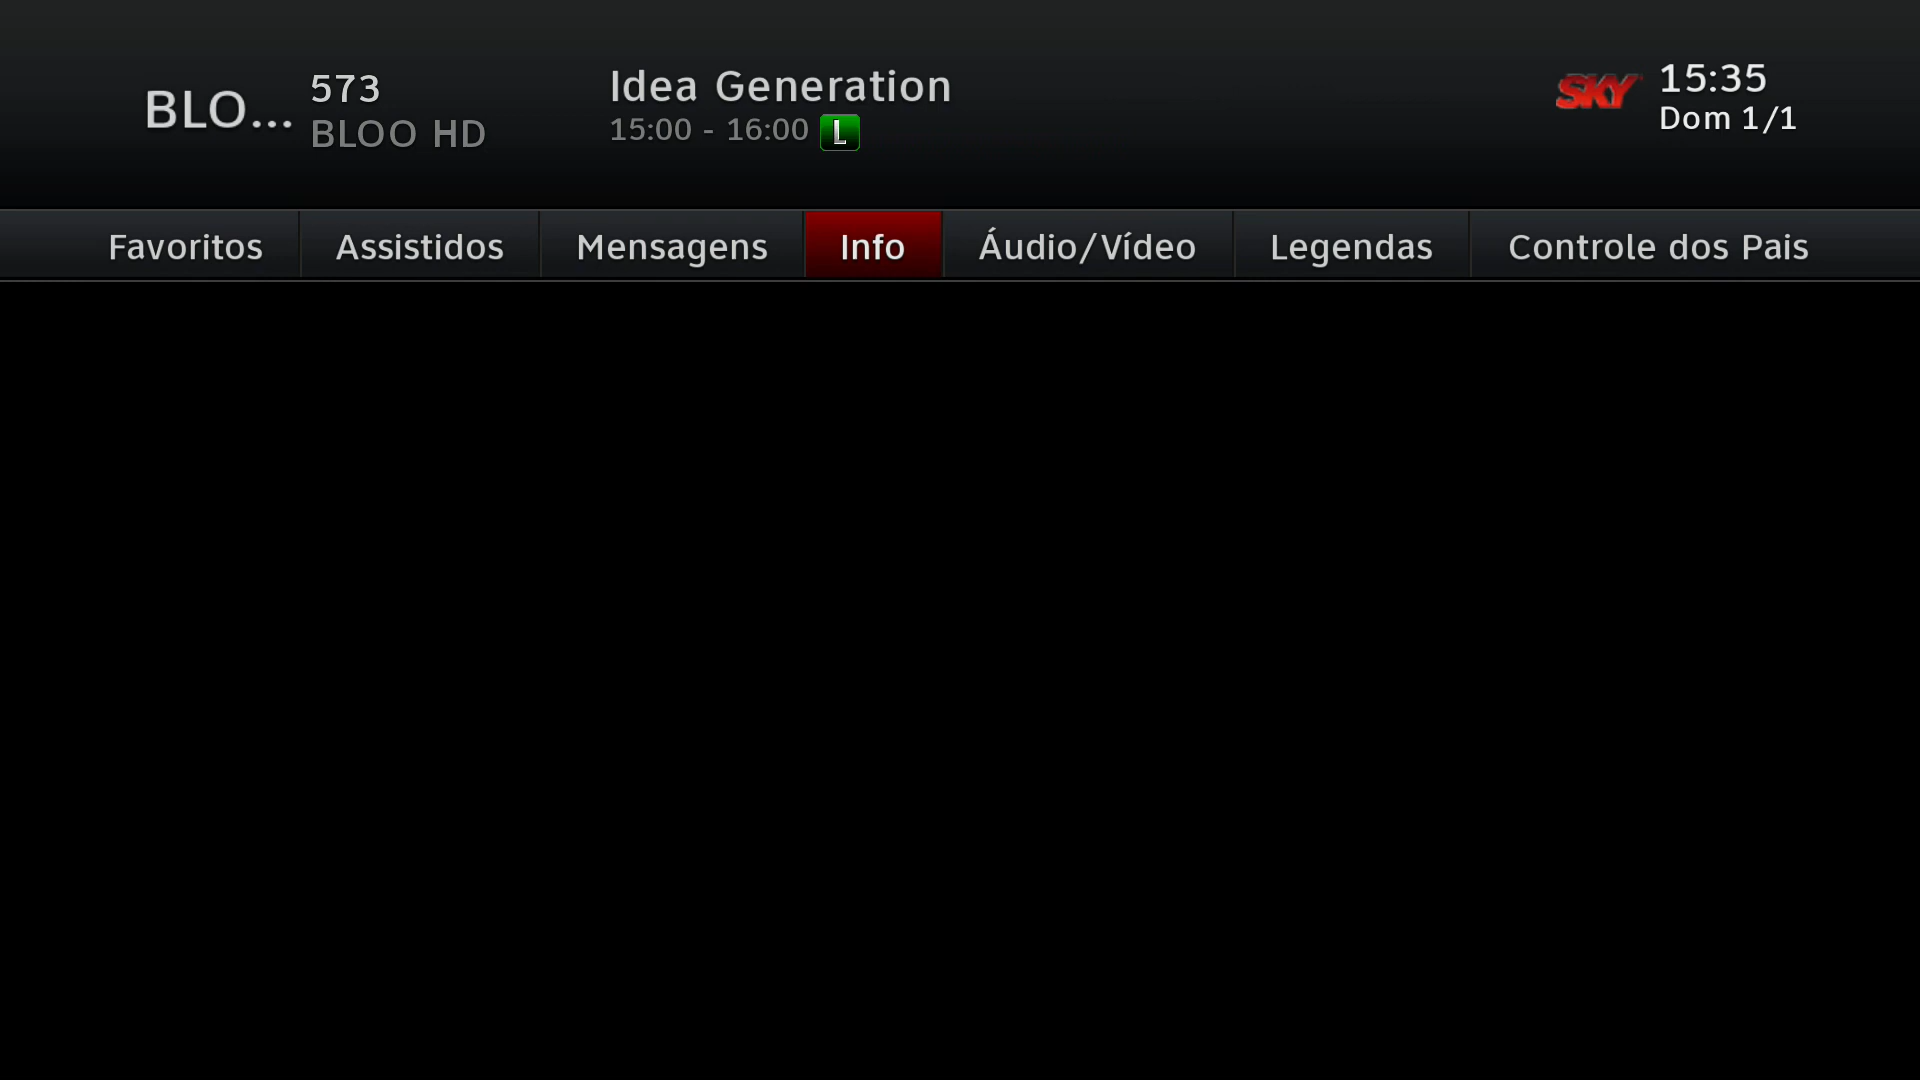 BLO...
573
BLOO HD
Idea Generation
15:00 - 16:00 L
SKY
15:35
Dom 1/1
Favoritos
Assistidos
Mensagens
Info
Áudio/Vídeo
Legendas
Controle dos Pais